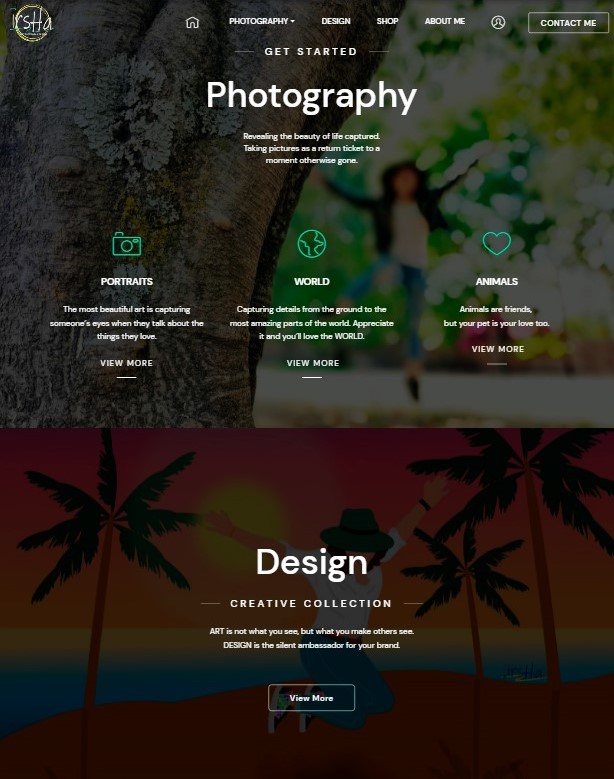 IrsHa
PHOTOGRAPHY DESIGN SHOP ABOUT ME CONTACT ME
GET STARTED
Photography
Revealing the beauty of life captured.
Taking pictures as a return ticket to a
moment otherwise gone.
PORTRAITS
The most beautiful art is capturing
someone's eyes when they talk about the
things they love.
VIEW MORE
WORLD
Capturing details from the ground to the
most amazing parts of the world. Appreciate
it and you'll love the WORLD.
VIEW MORE
ANIMALS
Animals are friends,
but your pet is your love too.
VIEW MORE
Design
CREATIVE COLLECTION
ART is not what you see, but what you make others see.
DESIGN is the silent ambassador for your brand.
IrsHa
View More